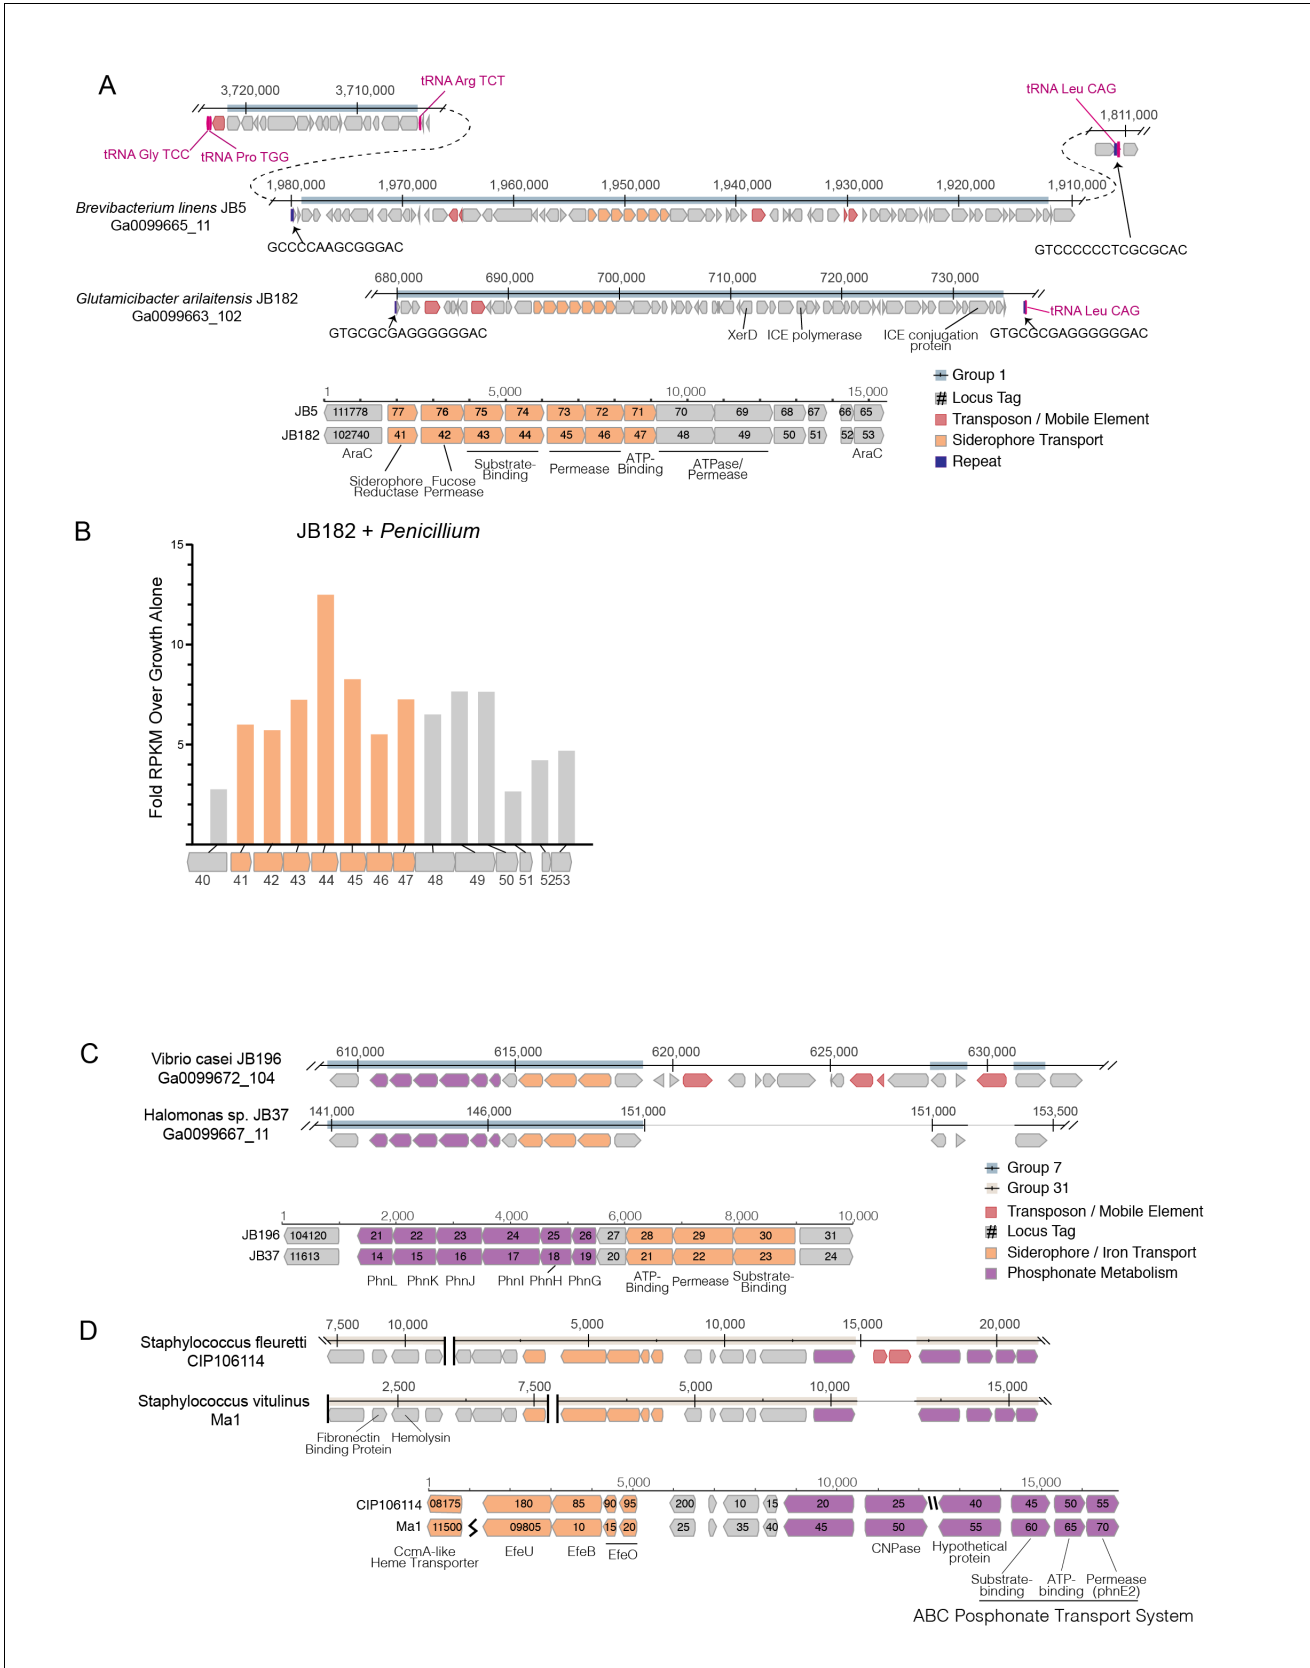 A
3,720,000 3,710,000
tRNA Arg TCT
tRNA Gly TCC tRNA Pro TGG
tRNA Leu CAG
1,811,000
1,980,000 1,970,000 1,960,000 1,950,000 1,940,000 1,930,000 1,920,000 1,910,000
Brevibacterium linens JB5
Ga0099665_11
GCCCCAAGCGGGAC
GTCCCCCCTCGCGCAC
680,000 690,000 700,000 710,000 720,000 730,000
Glutamicibacter arilaitensis JB182
Ga0099663_102
GTGCGCGAGGGGGGAC
XerD ICE polymerase ICE conjugation
protein
tRNA Leu CAG
GTGCGCGAGGGGGGAC
1 5,000 10,000 15,000
JB5 111778 77 76 75 74 73 72 71 70 69 68 67 66 65
JB182 102740 41 42 43 44 45 46 47 48 49 50 51 52 53
AraC
Siderophore
Reductase
Fucose
Permease
Substrate-
Binding
Permease
ATP-
Binding
ATPase/
Permease
AraC
Group 1
# Locus Tag
Transposon / Mobile Element
Siderophore Transport
Repeat
B
JB182 + Penicillium
Fold RPKM Over Growth Alone
15
10
5
40 41 42 43 44 45 46 47 48 49 50 51 52 53
C
610,000 615,000 620,000 625,000 630,000
Vibrio casei JB196
Ga0099672_104
141,000 146,000 151,000 151,000 153,500
Halomonas sp. JB37
Ga0099667_11
Group 7
Group 31
Transposon / Mobile Element
# Locus Tag
Siderophore / Iron Transport
Phosphonate Metabolism
1 2,000 4,000 6,000 8,000 10,000
JB196 104120 21 22 23 24 25 26 27 28 29 30 31
JB37 11613 14 15 16 17 18 19 20 21 22 23 24
PhnL PhnK PhnJ PhnI PhnH PhnG
ATP-
Binding
Permease
Substrate-
Binding
D
7,500 10,000 5,000 10,000 15,000 20,000
Staphylococcus fleuretti
CIP106114
2,500 7,500 5,000 10,000 15,000
Staphylococcus vitulinus
Ma1
Fibronectin
Binding Protein
Hemolysin
1 5,000 10,000 15,000
CIP106114 08175 180 85 90 95 200 10 15 20 25 40 45 50 55
Ma1 11500 09805 10 15 20 25 35 40 45 50 55 60 65 70
CcmA-like
Heme Transporter
EfeU EfeB EfeO
CNPase
Hypothetical
protein
Substrate-
binding
ATP-
binding
Permease
(phnE2)
ABC Posphonate Transport System